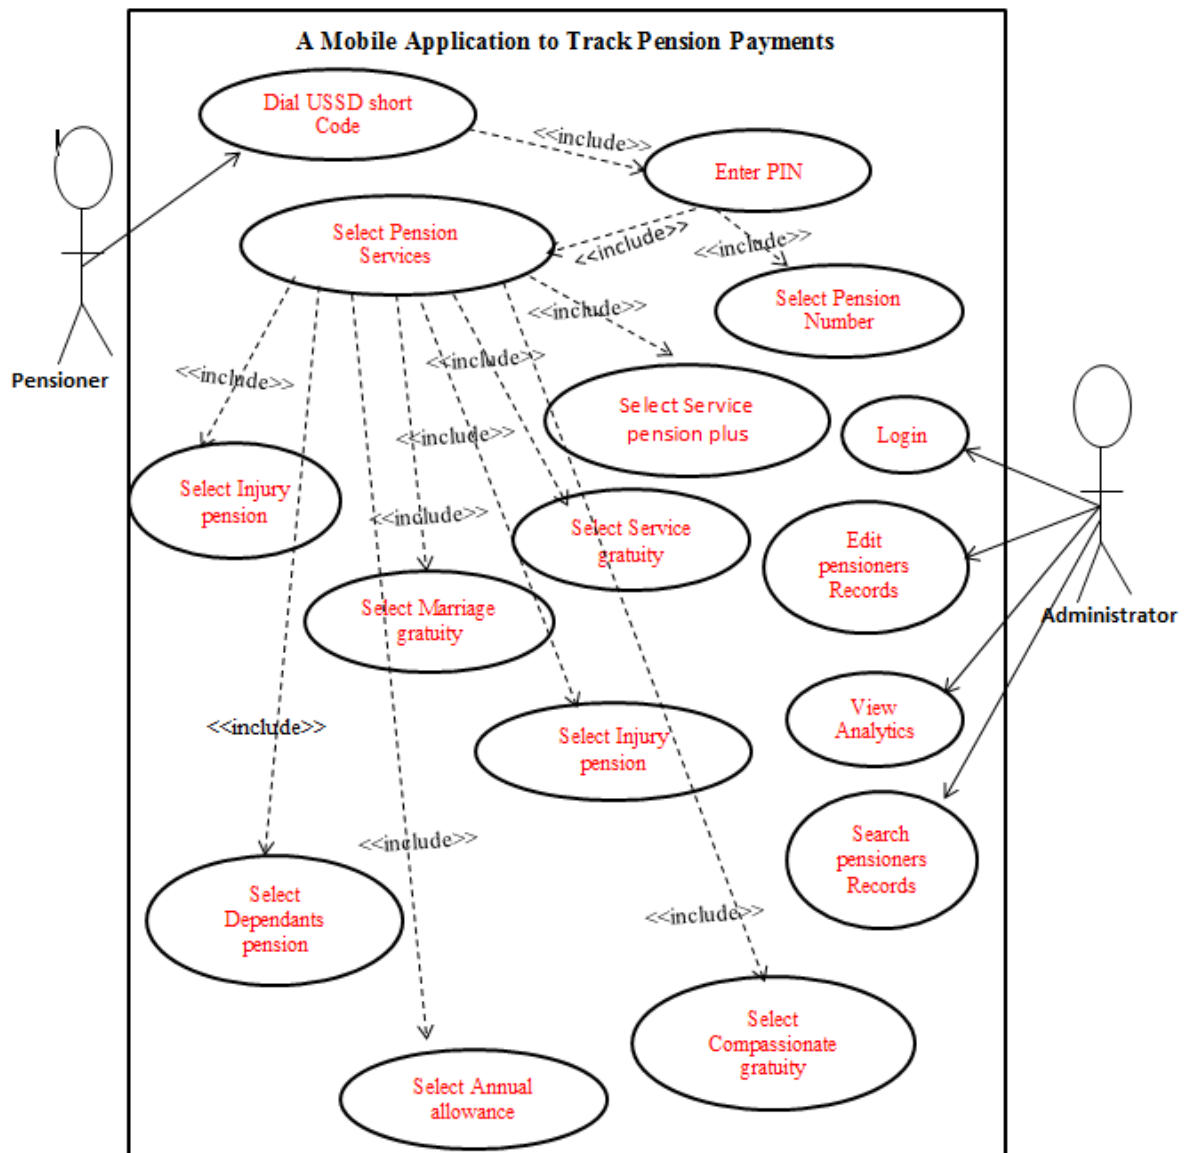 A Mobile Application to Track Pension Payments
Dial USSD short
Code
<<include>>
Enter PIN
Select Pension
Services
<<include>>
<<include>>
Select Pension
Number
<<include>>
Pensioner
<<include>>
<<include>>
Select Service
pension plus
Login
<<include>>
Select Injury
pension
<<include>>
Select Service
gratuity
Edit
pensioners
Records
Select Marriage
gratuity
Administrator
<<include>>
Select Injury
pension
View
Analytics
<<include>>
Search
pensioners
Records
Select
Dependants
pension
<<include>>
Select
Compassionate
gratuity
Select Annual
allowance